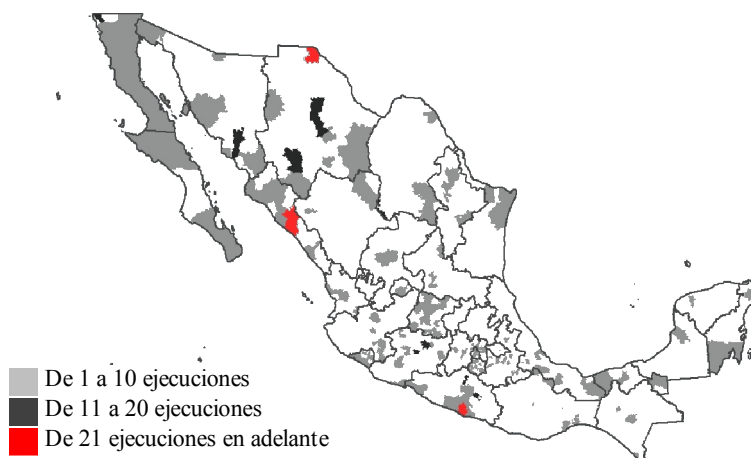 De 1 a 10 ejecuciones
De 11 a 20 ejecuciones
De 21 ejecuciones en adelante